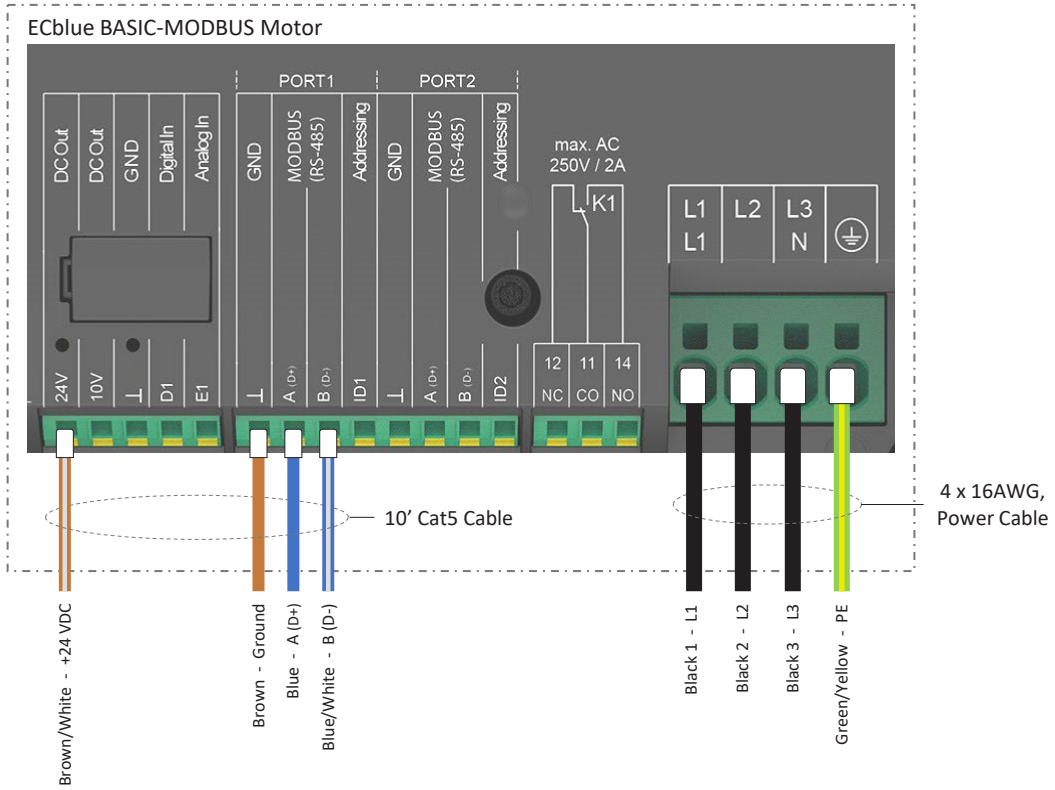 ECblue BASIC-MODBUS Motor
PORT1
PORT2
DC Out
DC Out
GND
Digital In
Analog In
GND
MODBUS
(RS-485)
Addressing
GND
MODBUS
(RS-485)
Addressing
max. AC
250V / 2A
K1
L1
L2
L3
L1
N
24V
10V
⊥
D1
E1
⊥
A (D+)
B (D-)
ID1
⊥
A (D+)
B (D-)
ID2
12
11
14
NC
CO
NO
10’ Cat5 Cable
4 x 16AWG,
Power Cable
Brown/White - +24 VDC
Brown - Ground
Blue - A (D+)
Blue/White - B (D-)
Black 1 - L1
Black 2 - L2
Black 3 - L3
Green/Yellow - PE